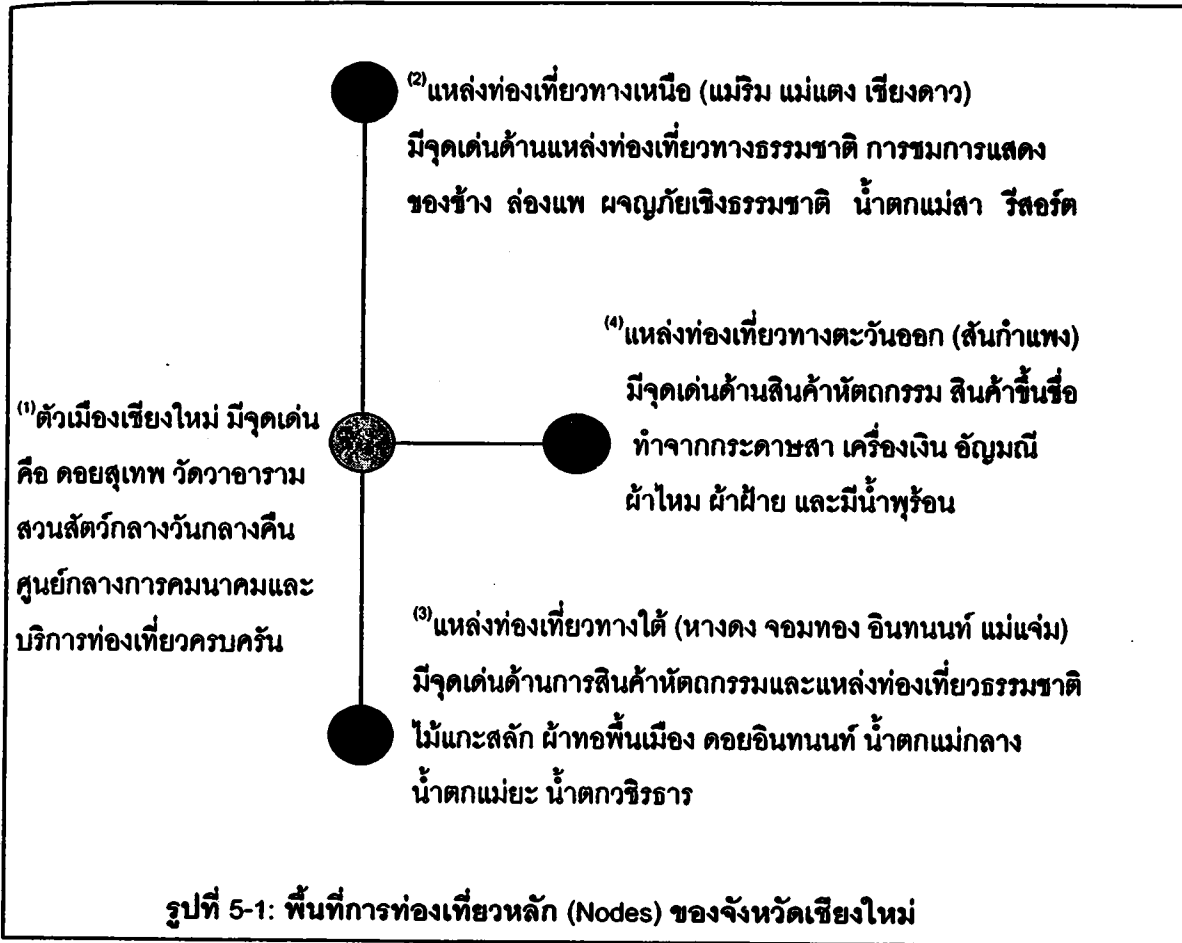 (2)แหล่งท่องเที่ยวทางเหนือ (แม่ริม แม่แตง เชียงดาว)
มีจุดเด่นด้านแหล่งท่องเที่ยวทางธรรมชาติ การชมการแสดง
ของช้าง ล่องแพ ผจญภัยเชิงธรรมชาติ น้ำตกแม่สา รีสอร์ต
(4)แหล่งท่องเที่ยวทางตะวันออก (สันกำแพง)
มีจุดเด่นด้านสินค้าหัตถกรรม สินค้าขึ้นชื่อ
ทำจากกระดาษสา เครื่องเงิน อัญมณี
ผ้าไหม ผ้าฝ้าย และมีน้ำพุร้อน
(1)ตัวเมืองเชียงใหม่ มีจุดเด่น
คือ ดอยสุเทพ วัดวาอาราม
สวนสัตว์กลางวันกลางคืน
ศูนย์กลางการคมนาคมและ
บริการท่องเที่ยวครบครัน
(3)แหล่งท่องเที่ยวทางใต้ (หางดง จอมทอง อินทนนท์ แม่แจ่ม)
มีจุดเด่นด้านการสินค้าหัตถกรรมและแหล่งท่องเที่ยวธรรมชาติ
ไม้แกะสลัก ผ้าทอพื้นเมือง ดอยอินทนนท์ น้ำตกแม่กลาง
น้ำตกแม่ยะ น้ำตกวชิรธาร
รูปที่ 5-1: พื้นที่การท่องเที่ยวหลัก (Nodes) ของจังหวัดเชียงใหม่